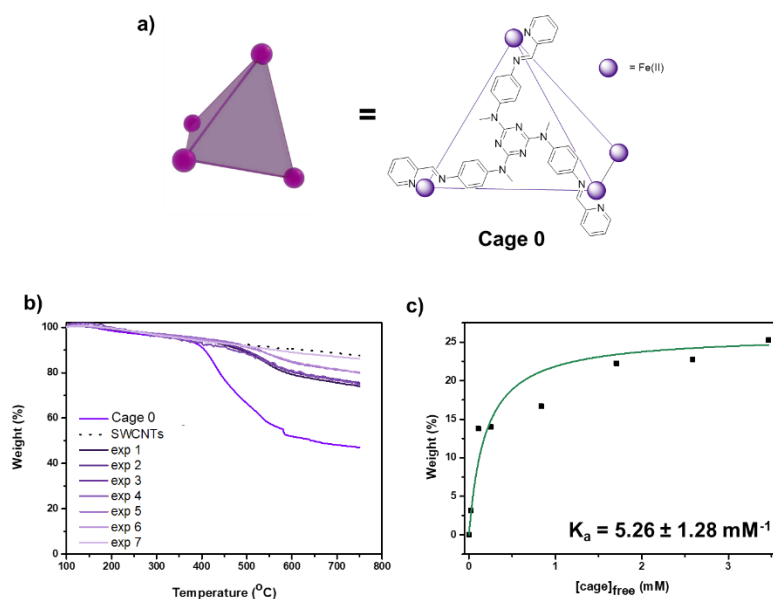 a)
=
= Fe(II)
N
N
N
N
N
N
N
N
N
N
N
N
Cage 0
b)
100
80
60
40
20
0
Weight (%)
Cage 0
SWCNTs
exp 1
exp 2
exp 3
exp 4
exp 5
exp 6
exp 7
100 200 300 400 500 600 700 800
Temperature (°C)
c)
25
20
15
10
5
0
Weight (%)
Kₐ = 5.26 ± 1.28 mM⁻¹
0 1 2 3
[cage]free (mM)